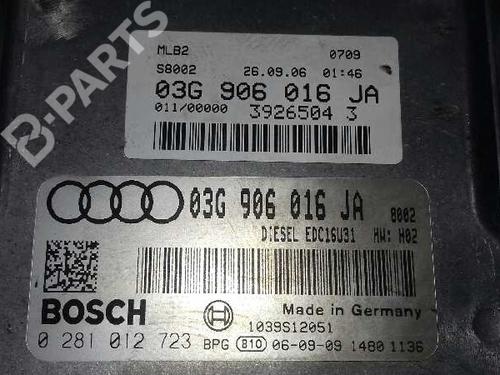 B-PARTS
MLB2 0709
S8002 26.09.06 01:46
03G 906 016 JA
011/00000 3926504 3
03G 906 016 JA 8002
DIESEL EDC16U31 HW: H02
BOSCH
Made in Germany
1039S12051
0 281 012 723 BPG 810 06-09-09 1480 1136